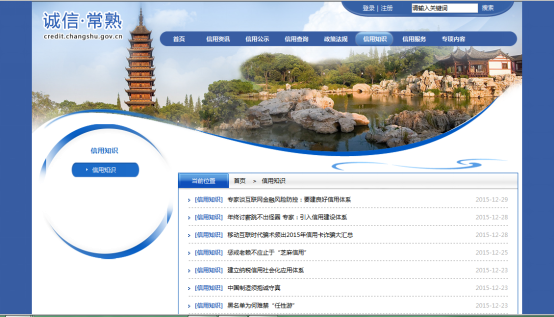 登录 | 注册 请输入关键词 搜索
诚信·常熟
credit.changshu.gov.cn
首页 信用资讯 信用公示 信用查询 政策法规 信用知识 信用服务 专项内容
信用知识
信用知识
当前位置 首页 > 信用知识
[信用知识] 专家谈互联网金融风险防控：要建良好信用体系 2015-12-29
[信用知识] 年终讨薪跳不出怪圈 专家：引入信用建设体系 2015-12-28
[信用知识] 移动互联时代骗术频出2015年信用卡诈骗大汇总 2015-12-28
[信用知识] 惩戒老赖不应止于“芝麻信用” 2015-12-25
[信用知识] 建立纳税信用社会化应用体系 2015-12-23
[信用知识] 中国制造须抱诚守真 2015-12-23
[信用知识] 黑名单为何难禁“任性游” 2015-12-23